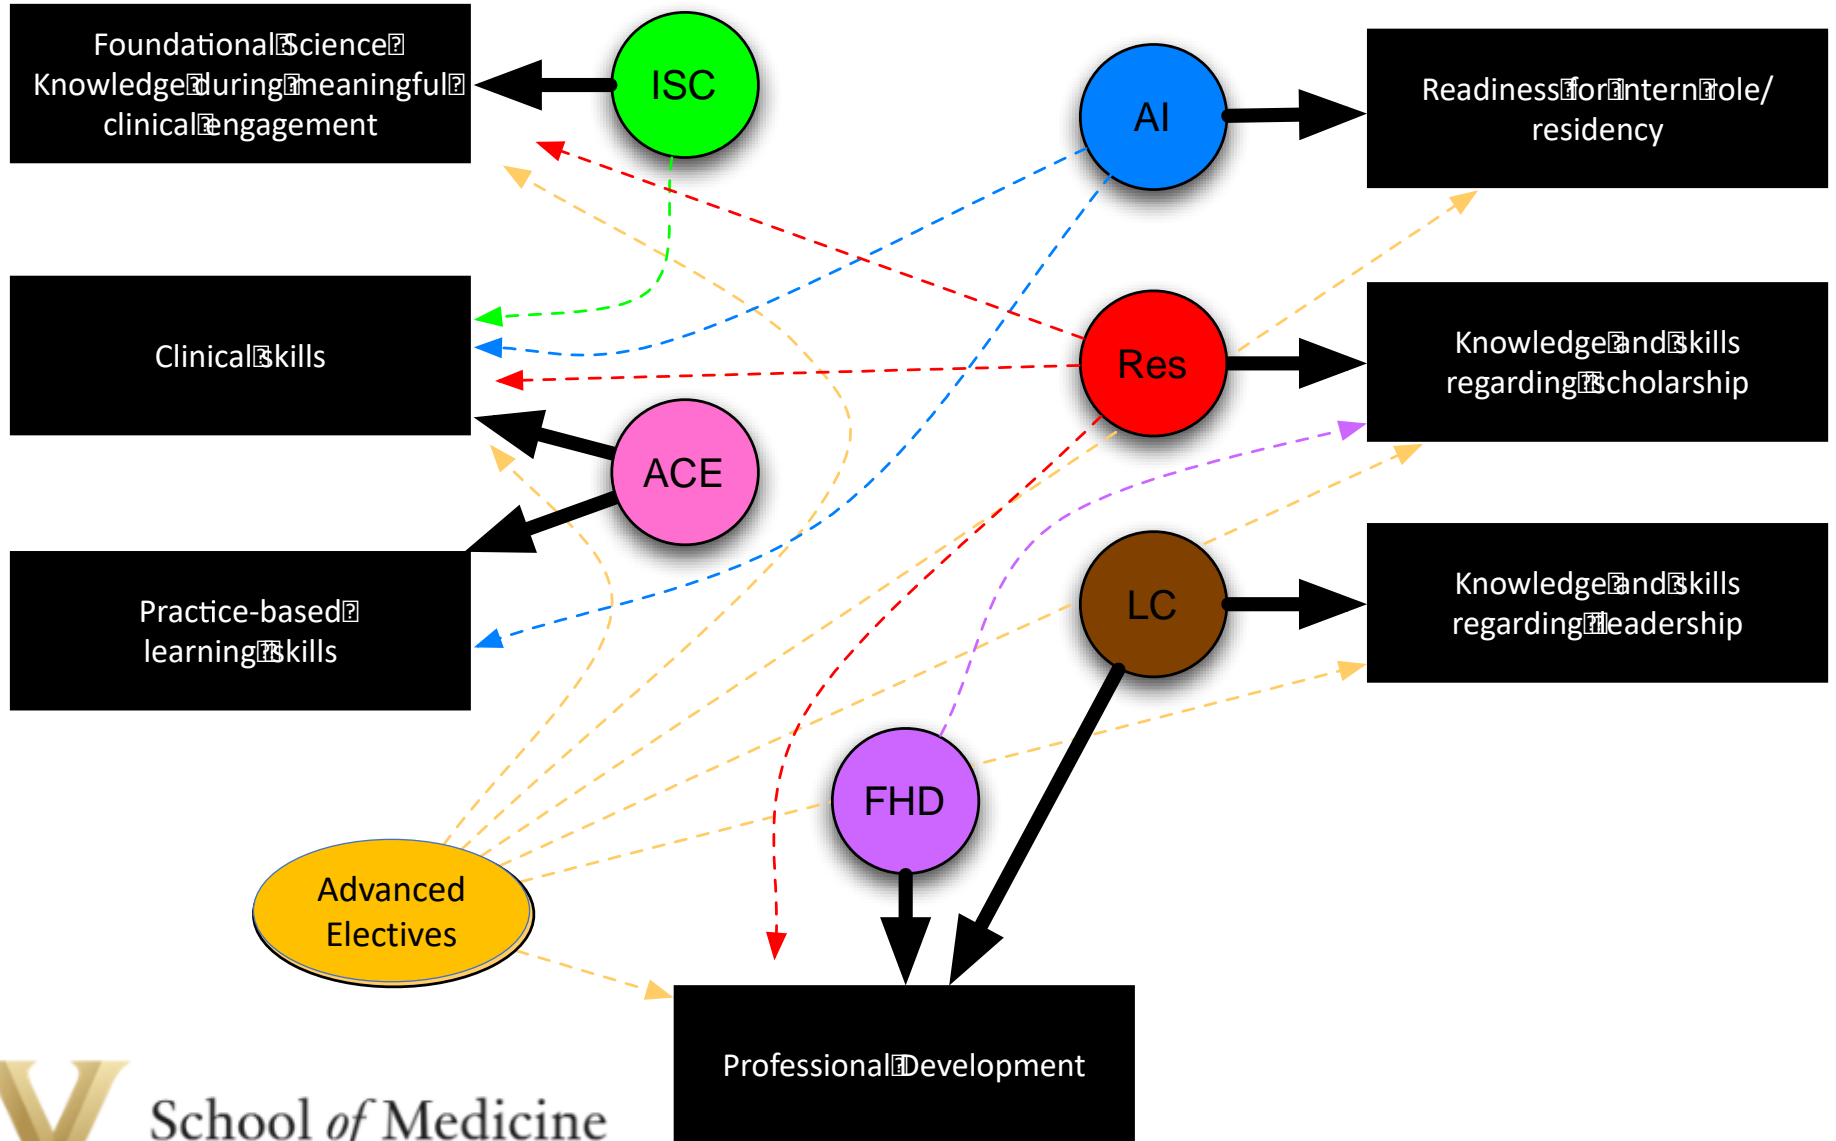 Foundational Science
Knowledge during meaningful
clinical engagement
ISC
AI
Readiness for intern role/
residency
Clinical skills
Res
Knowledge and skills
regarding scholarship
ACE
Practice-based
learning skills
LC
Knowledge and skills
regarding leadership
FHD
Advanced
Electives
Professional Development
School of Medicine